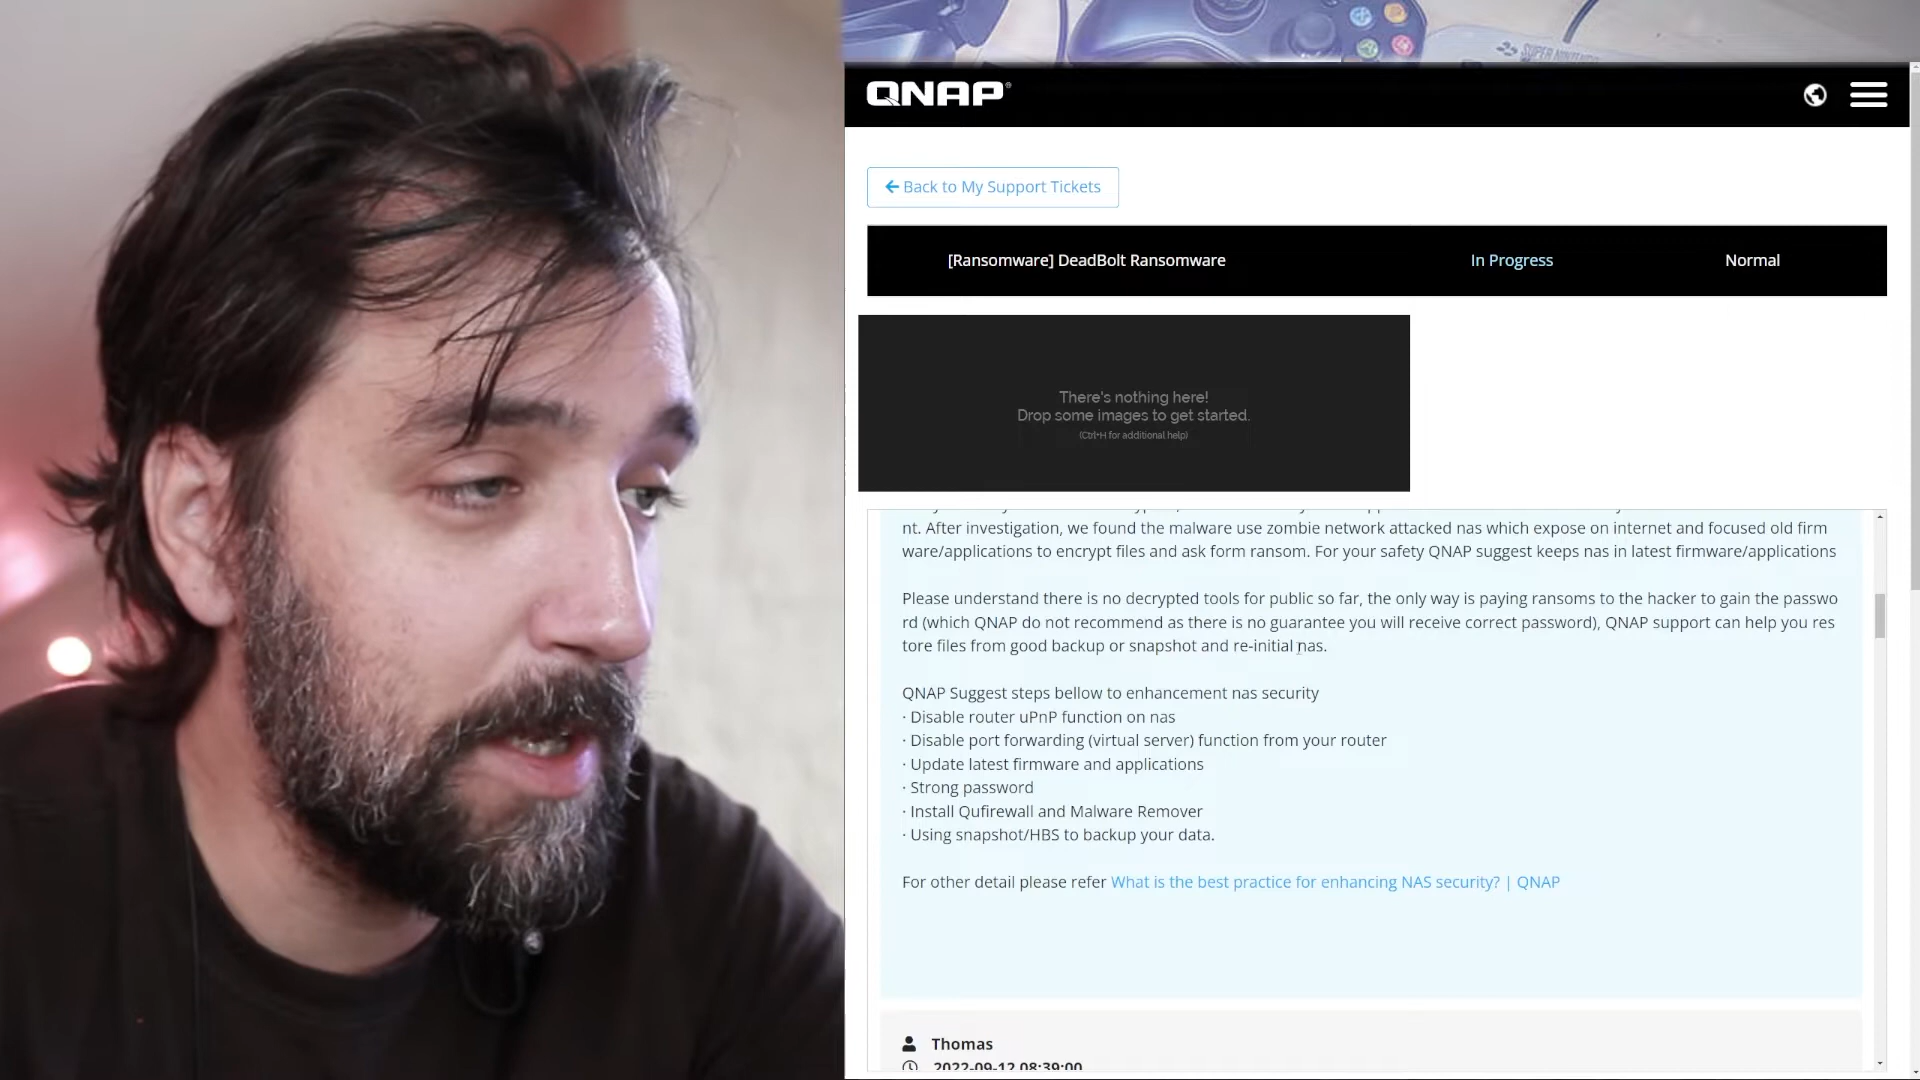 SUPER NINTENDO
QNAP
Back to My Support Tickets
[Ransomware] DeadBolt Ransomware In Progress Normal
There's nothing here!
Drop some images to get started.
(Ctrl+H for additional help)
nt. After investigation, we found the malware use zombie network attacked nas which expose on internet and focused old firm
ware/applications to encrypt files and ask form ransom. For your safety QNAP suggest keeps nas in latest firmware/applications
Please understand there is no decrypted tools for public so far, the only way is paying ransoms to the hacker to gain the passwo
rd (which QNAP do not recommend as there is no guarantee you will receive correct password), QNAP support can help you res
tore files from good backup or snapshot and re-initial nas.
QNAP Suggest steps bellow to enhancement nas security
· Disable router uPnP function on nas
· Disable port forwarding (virtual server) function from your router
· Update latest firmware and applications
· Strong password
· Install Qufirewall and Malware Remover
· Using snapshot/HBS to backup your data.
For other detail please refer What is the best practice for enhancing NAS security? | QNAP
Thomas
2022-09-12 08:39:00